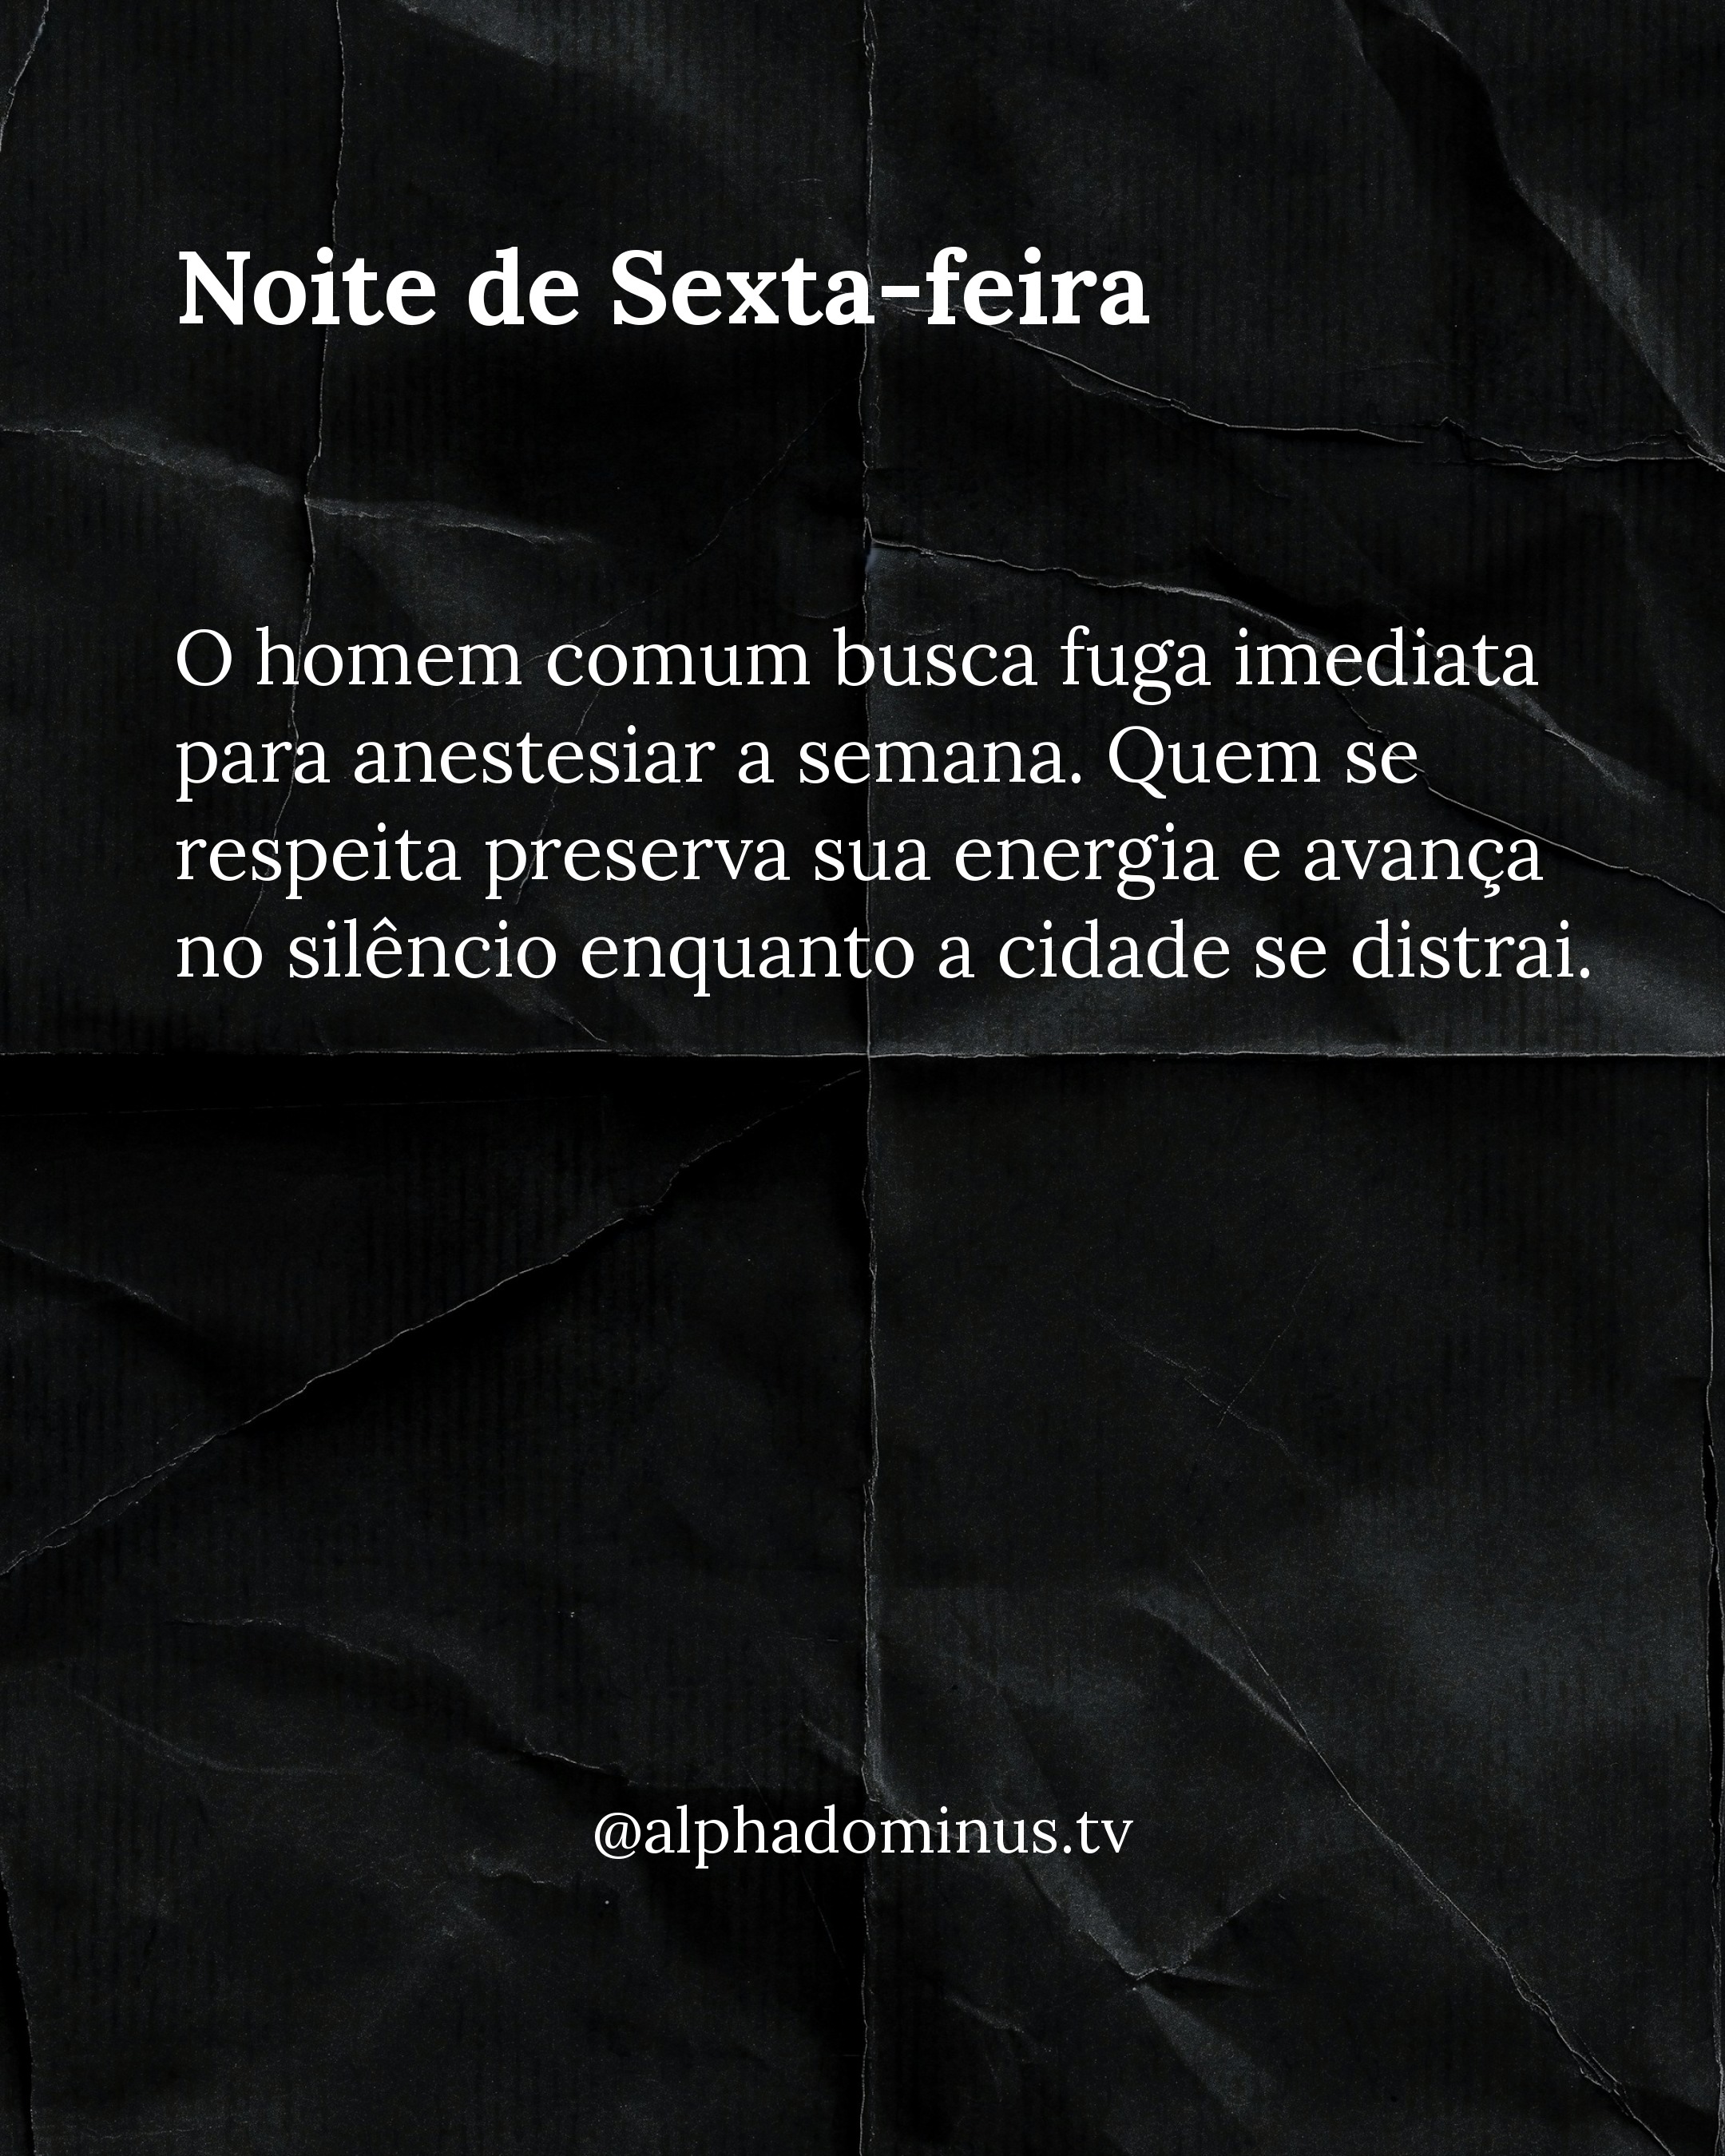 Noite de Sexta-feira
O homem comum busca fuga imediata
para anestesiar a semana. Quem se
respeita preserva sua energia e avança
no silêncio enquanto a cidade se distrai.
@alphadominus.tv